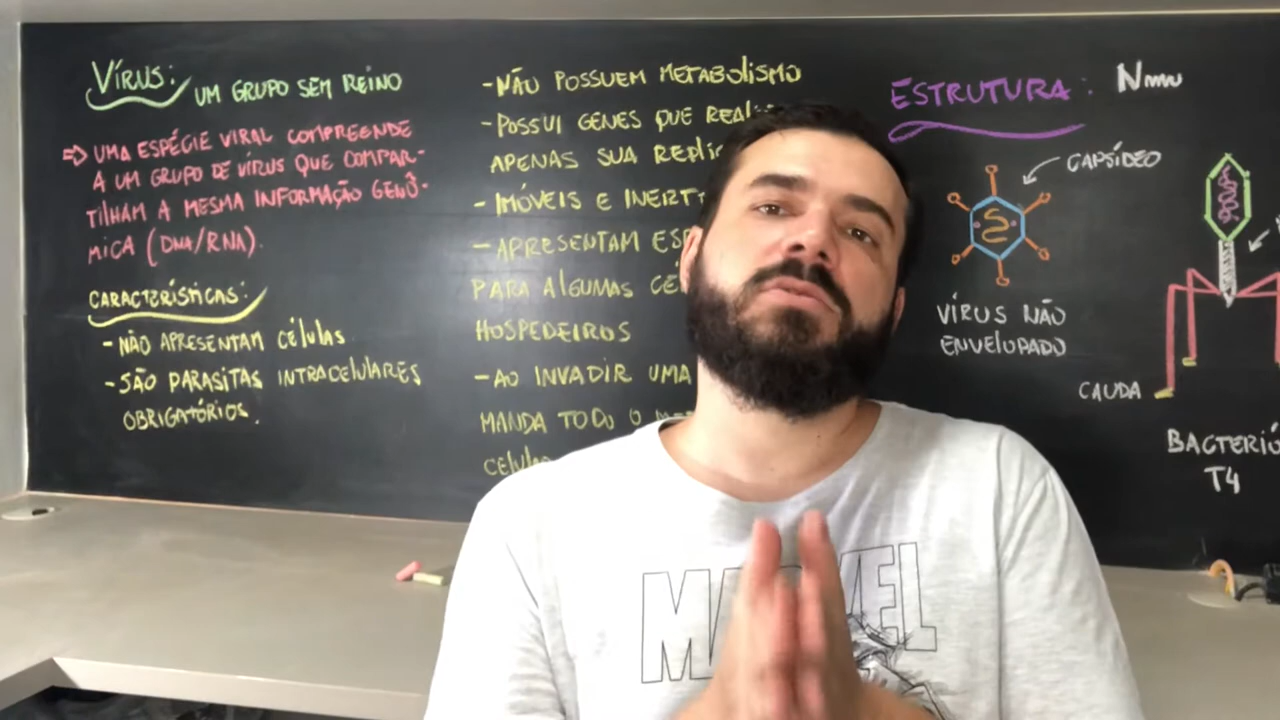 VÍRUS: UM GRUPO SEM REINO
⇒ UMA ESPÉCIE VIRAL COMPREENDE
A UM GRUPO DE VÍRUS QUE COMPAR-
TILHAM A MESMA INFORMAÇÃO GENÔ-
MICA (DNA/RNA).
CARACTERÍSTICAS:
- NÃO APRESENTAM CÉLULAS
- SÃO PARASITAS INTRACELULARES
OBRIGATÓRIOS.
- NÃO POSSUEM METABOLISMO
- POSSUI GENES QUE
APENAS SUA
- IMÓVEIS E
- APRESENTAM
PARA ALGUMAS
HOSPEDEIROS
- AO INVADIR UMA
MANDA TODO O
ESTRUTURA:
CAPSÍDEO
VÍRUS NÃO
ENVELOPADO
CAUDA
T4
MARVEL